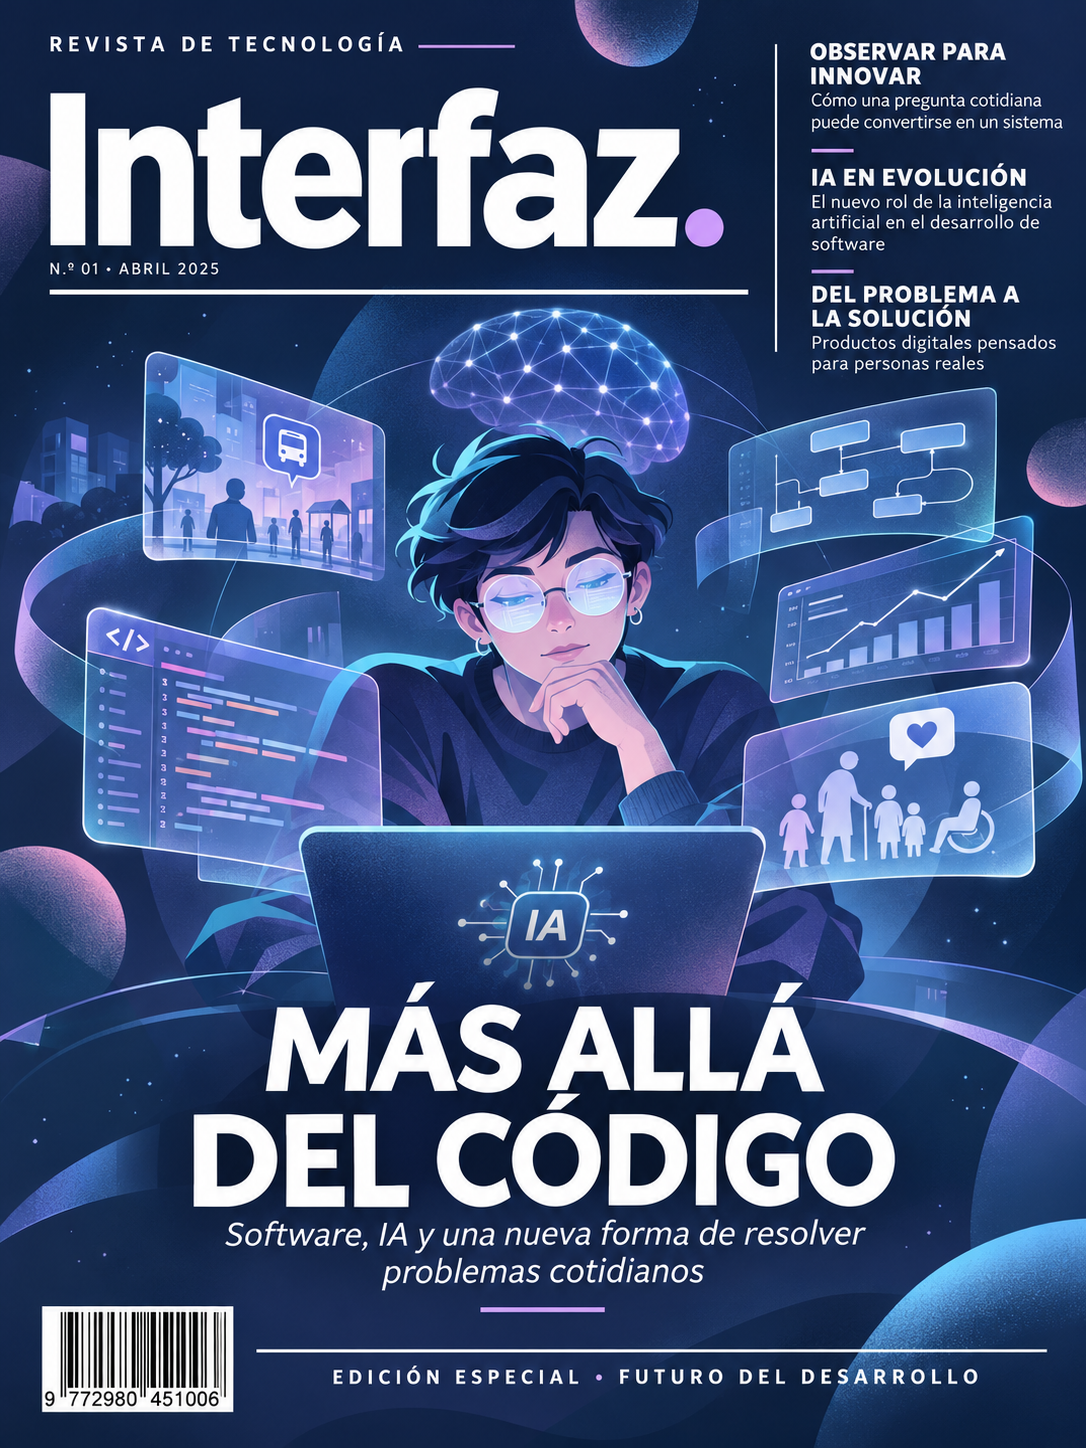 REVISTA DE TECNOLOGÍA
Interfaz.
N.º 01 • ABRIL 2025
OBSERVAR PARA
INNOVAR
Cómo una pregunta cotidiana
puede convertirse en un sistema
IA EN EVOLUCIÓN
El nuevo rol de la inteligencia
artificial en el desarrollo de
software
DEL PROBLEMA A
LA SOLUCIÓN
Productos digitales pensados
para personas reales
</>
IA
MÁS ALLÁ
DEL CÓDIGO
Software, IA y una nueva forma de resolver
problemas cotidianos
9 772980 451006
EDICIÓN ESPECIAL • FUTURO DEL DESARROLLO